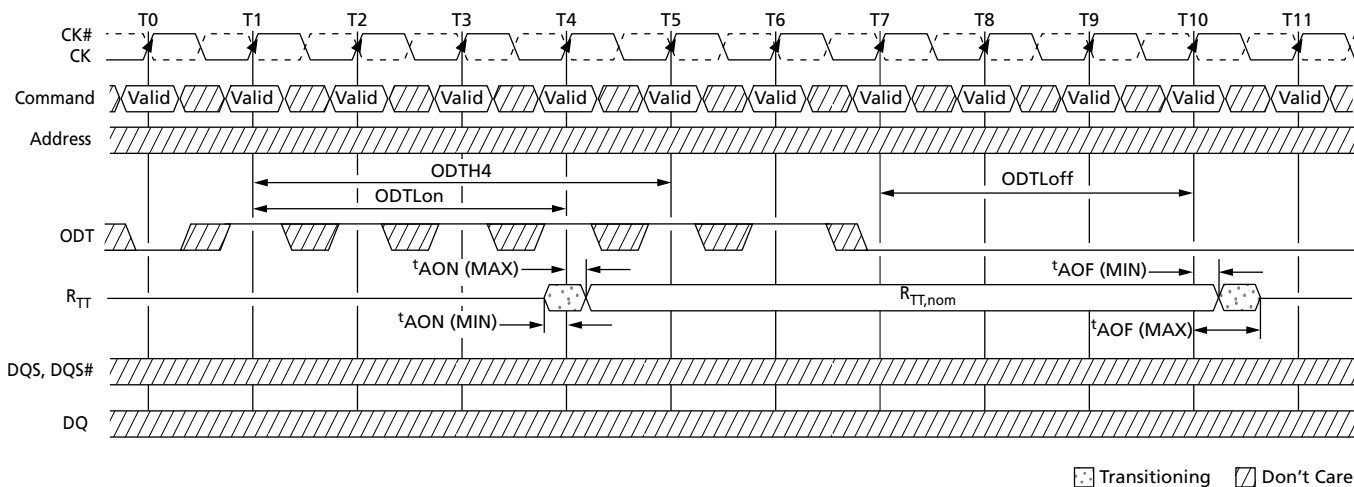 T0 T1 T2 T3 T4 T5 T6 T7 T8 T9 T10 T11
CK#
CK
Command Valid Valid Valid Valid Valid Valid Valid Valid Valid Valid Valid Valid
Address
ODTH4
ODTLoff
ODTLon
ODT
tAON (MAX) tAOF (MIN)
RTT RTT,nom
tAON (MIN) tAOF (MAX)
DQS, DQS#
DQ
Transitioning Don't Care